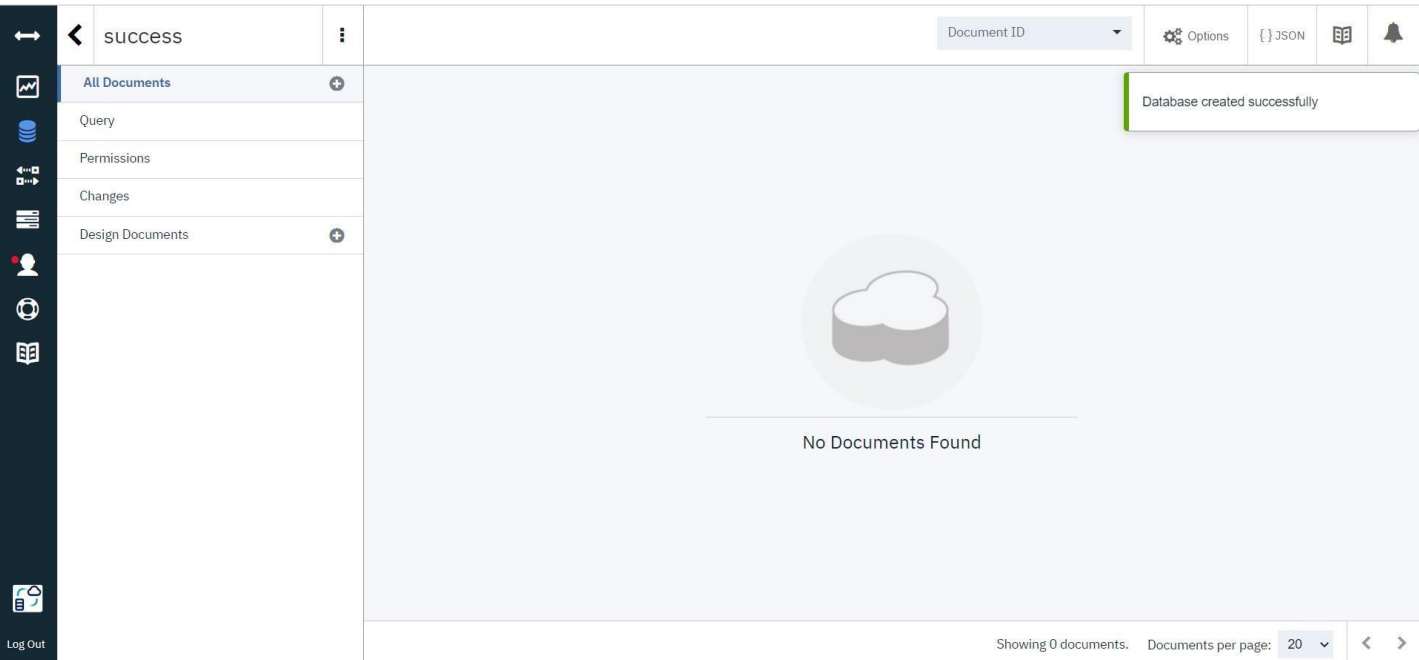 success
Document ID
Options
{ } JSON
All Documents
Database created successfully
Query
Permissions
Changes
Design Documents
No Documents Found
Log Out
Showing 0 documents.
Documents per page: 20